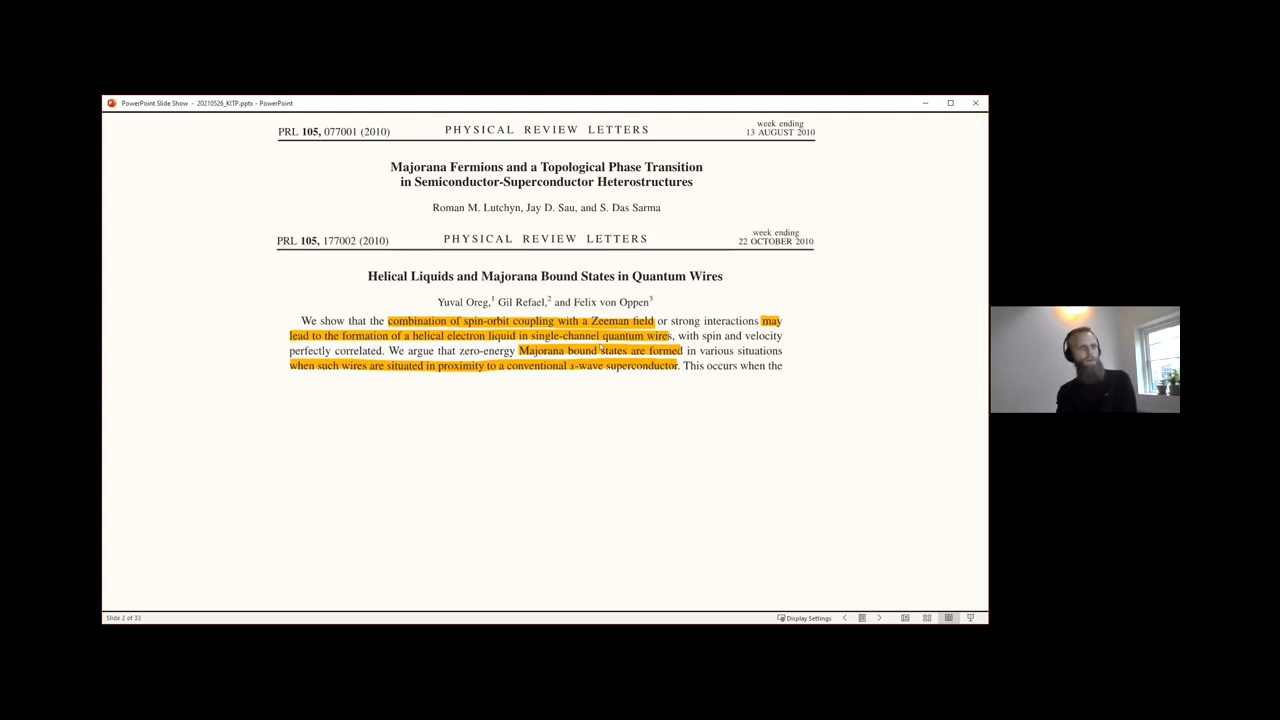 PowerPoint Slide Show - 20210526_KITP.pptx - PowerPoint
PRL 105, 077001 (2010) PHYSICAL REVIEW LETTERS week ending 13 AUGUST 2010
Majorana Fermions and a Topological Phase Transition
in Semiconductor-Superconductor Heterostructures
Roman M. Lutchyn, Jay D. Sau, and S. Das Sarma
PRL 105, 177002 (2010) PHYSICAL REVIEW LETTERS week ending 22 OCTOBER 2010
Helical Liquids and Majorana Bound States in Quantum Wires
Yuval Oreg,1 Gil Refael,2 and Felix von Oppen3
We show that the combination of spin-orbit coupling with a Zeeman field or strong interactions may
lead to the formation of a helical electron liquid in single-channel quantum wires, with spin and velocity
perfectly correlated. We argue that zero-energy Majorana bound states are formed in various situations
when such wires are situated in proximity to a conventional s-wave superconductor. This occurs when the
Slide 2 of 33 Display Settings